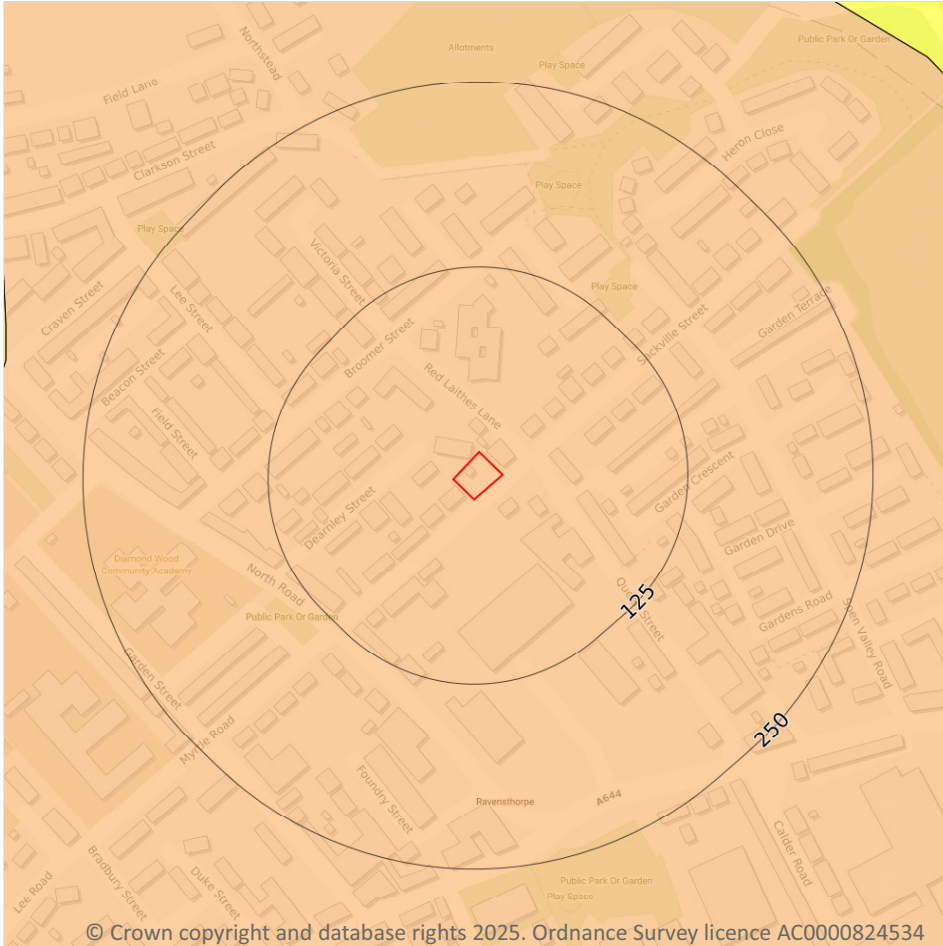 Northstead
Allotments
Public Park Or Garden
Play Space
Field Lane
Heron Close
Clarkson Street
Play Space
Play Space
Victoria Street
Play Space
Craven Street
Lee Street
Garden Terrace
Sackville Street
Broomer Street
Beacon Street
Red Laithes Lane
Field Street
Garden Crescent
Dearnley Street
Garden Drive
Diamond Wood
Community Academy
North Road
Queen Street
125
Public Park Or Garden
Gardens Road
Spen Valley Road
Garden Street
250
Myrtle Road
Foundry Street
Ravensthorpe
A644
Calder Road
Bradbury Street
Lee Road
Duke Street
Public Park Or Garden
Play Space
© Crown copyright and database rights 2025. Ordnance Survey licence AC0000824534